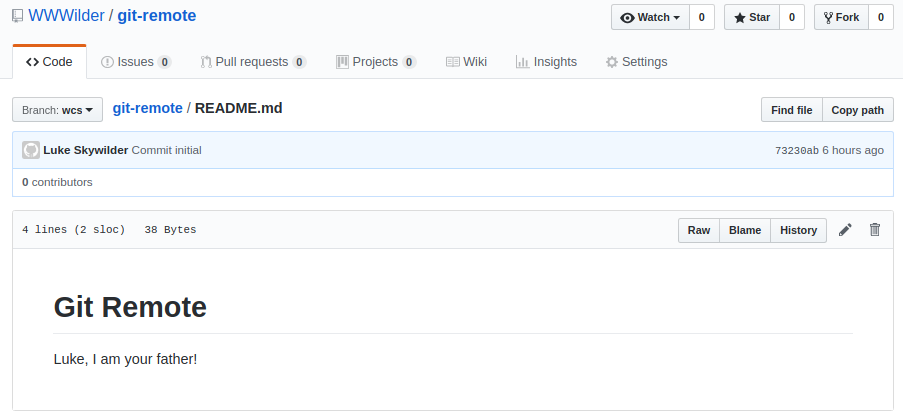 WWWilder / git-remote
Watch 0 Star 0 Fork 0
Code Issues 0 Pull requests 0 Projects 0 Wiki Insights Settings
Branch: wcs git-remote / README.md Find file Copy path
Luke Skywilder Commit initial 73230ab 6 hours ago
0 contributors
4 lines (2 sloc) 38 Bytes Raw Blame History
Git Remote
Luke, I am your father!